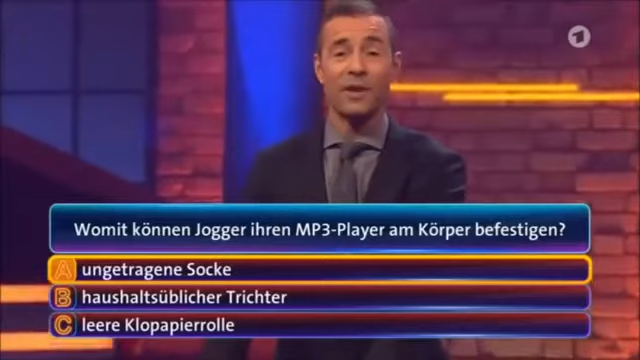 Womit können Jogger ihren MP3-Player am Körper befestigen?
A ungetragene Socke
B haushaltsüblicher Trichter
C leere Klopapierrolle